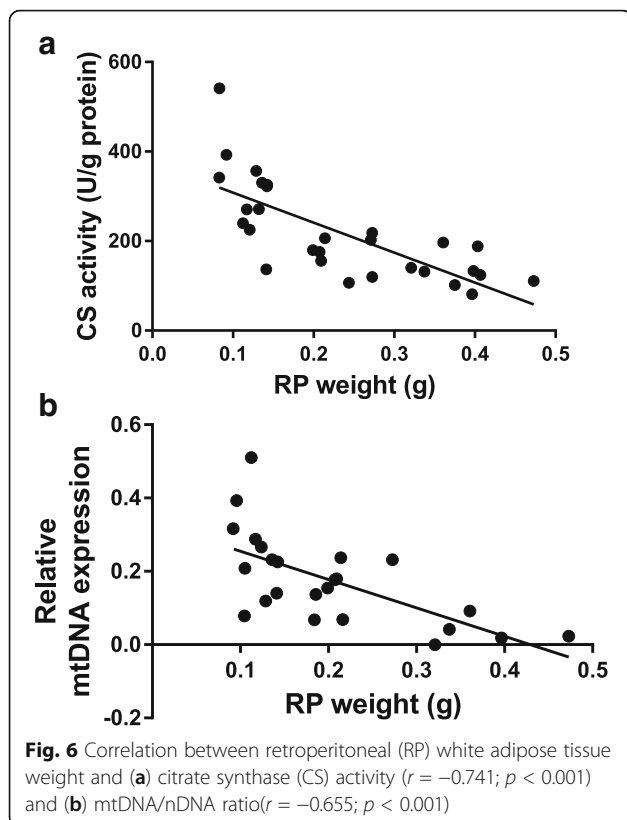 a
CS activity (U/g protein)
600
400
200
0
0.0 0.1 0.2 0.3 0.4 0.5
RP weight (g)
b
Relative
mtDNA expression
0.6
0.4
0.2
0.0
-0.2
0.1 0.2 0.3 0.4 0.5
RP weight (g)
Fig. 6 Correlation between retroperitoneal (RP) white adipose tissue
weight and (a) citrate synthase (CS) activity (r = −0.741; p < 0.001)
and (b) mtDNA/nDNA ratio(r = −0.655; p < 0.001)